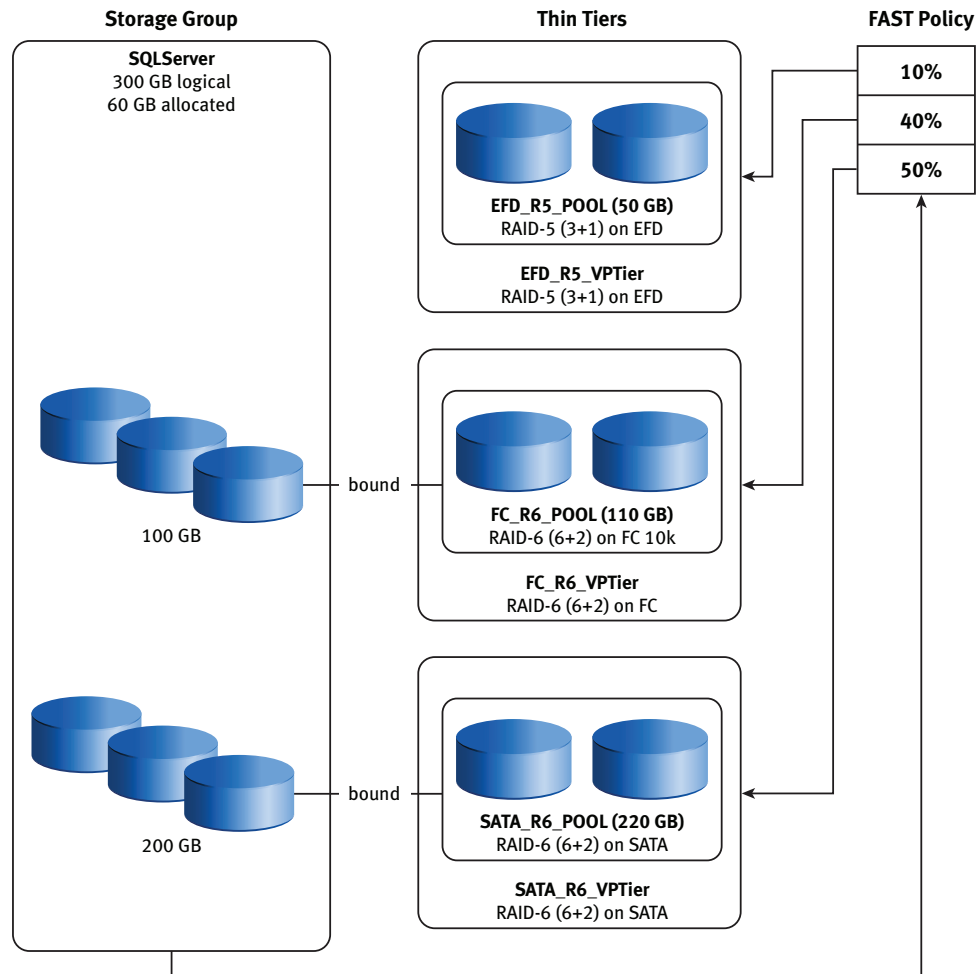 Storage Group
Thin Tiers
FAST Policy
SQLServer
300 GB logical
60 GB allocated
10%
40%
50%
EFD_R5_POOL (50 GB)
RAID-5 (3+1) on EFD
EFD_R5_VPTier
RAID-5 (3+1) on EFD
100 GB
bound
FC_R6_POOL (110 GB)
RAID-6 (6+2) on FC 10k
FC_R6_VPTier
RAID-6 (6+2) on FC
200 GB
bound
SATA_R6_POOL (220 GB)
RAID-6 (6+2) on SATA
SATA_R6_VPTier
RAID-6 (6+2) on SATA